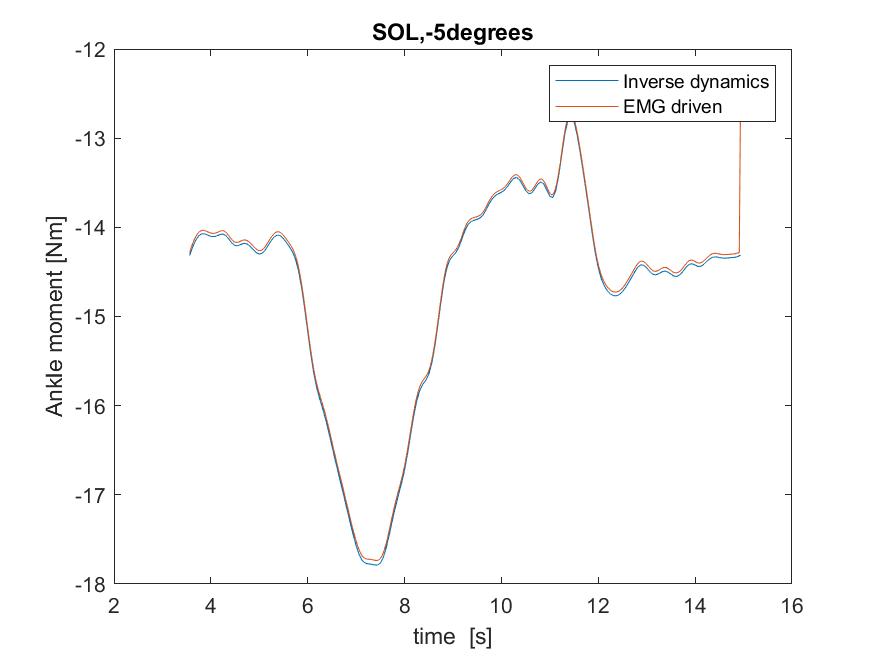 SOL,-5degrees
-12
-13
-14
-15
-16
-17
-18
Ankle moment [Nm]
Inverse dynamics
EMG driven
2 4 6 8 10 12 14 16
time [s]